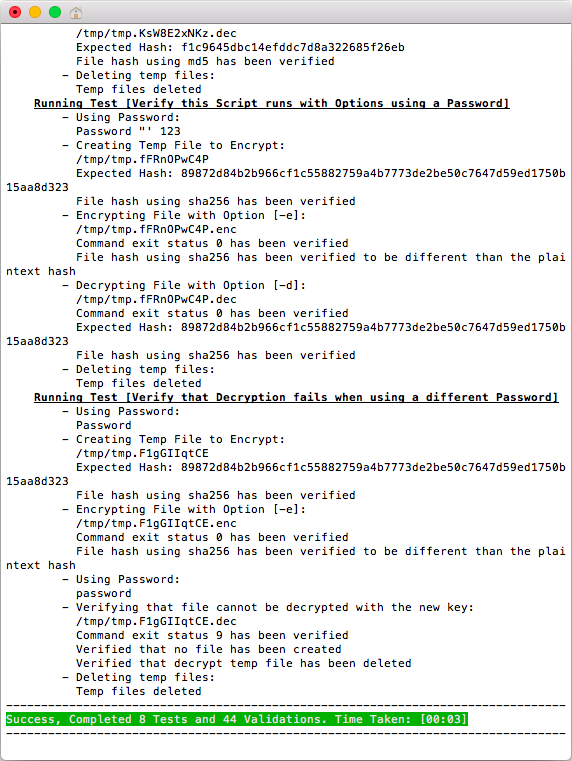 /tmp/tmp.KsW8E2xNKz.dec
Expected Hash: f1c9645dbc14efddc7d8a322685f26eb
File hash using md5 has been verified
- Deleting temp files:
Temp files deleted
Running Test [Verify this Script runs with Options using a Password]
- Using Password:
Password "' 123
- Creating Temp File to Encrypt:
/tmp/tmp.fFRnOPwC4P
Expected Hash: 89872d84b2b966cf1c55882759a4b7773de2be50c7647d59ed1750b
15aa8d323
File hash using sha256 has been verified
- Encrypting File with Option [-e]:
/tmp/tmp.fFRnOPwC4P.enc
Command exit status 0 has been verified
File hash using sha256 has been verified to be different than the plai
ntext hash
- Decrypting File with Option [-d]:
/tmp/tmp.fFRnOPwC4P.dec
Command exit status 0 has been verified
Expected Hash: 89872d84b2b966cf1c55882759a4b7773de2be50c7647d59ed1750b
15aa8d323
File hash using sha256 has been verified
- Deleting temp files:
Temp files deleted
Running Test [Verify that Decryption fails when using a different Password]
- Using Password:
Password
- Creating Temp File to Encrypt:
/tmp/tmp.F1gGIIqtCE
Expected Hash: 89872d84b2b966cf1c55882759a4b7773de2be50c7647d59ed1750b
15aa8d323
File hash using sha256 has been verified
- Encrypting File with Option [-e]:
/tmp/tmp.F1gGIIqtCE.enc
Command exit status 0 has been verified
File hash using sha256 has been verified to be different than the plai
ntext hash
- Using Password:
password
- Verifying that file cannot be decrypted with the new key:
/tmp/tmp.F1gGIIqtCE.dec
Command exit status 9 has been verified
Verified that no file has been created
Verified that decrypt temp file has been deleted
- Deleting temp files:
Temp files deleted
--------------------------------------------------------------------------------
Success, Completed 8 Tests and 44 Validations. Time Taken: [00:03]
--------------------------------------------------------------------------------